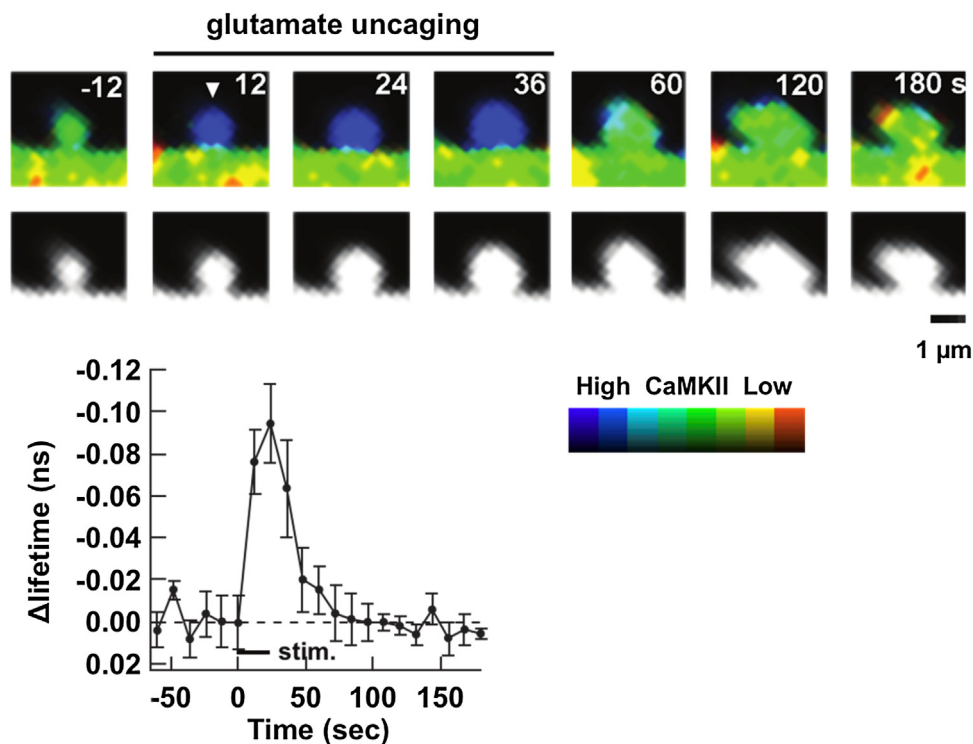 glutamate uncaging
-12 12 24 36 60 120 180 s
1 μm
High CaMKII Low
-0.12
-0.10
-0.08
-0.06
-0.04
-0.02
0.00
0.02
Δlifetime (ns)
stim.
-50 0 50 100 150
Time (sec)